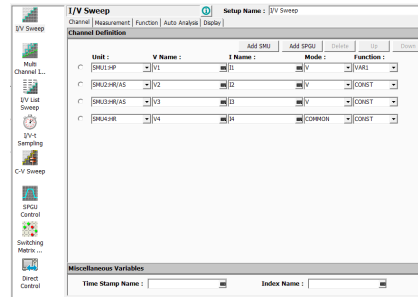 I/V Sweep
Setup Name : I/V Sweep
Channel Measurement Function Auto Analysis Display
Channel Definition
Add SMU Add SPGU Delete Up Down
Unit : V Name : I Name : Mode : Function :
SMU1:HP V1 I1 V VAR1
SMU2:HR/AS V2 I2 V CONST
SMU3:HR/AS V3 I3 V CONST
SMU4:HR V4 I4 COMMON CONST
Miscellaneous Variables
Time Stamp Name : Index Name :
I/V Sweep
Multi
Channel I...
I/V List
Sweep
I/V-t
Sampling
C-V Sweep
SPGU
Control
Switching
Matrix ...
Direct
Control